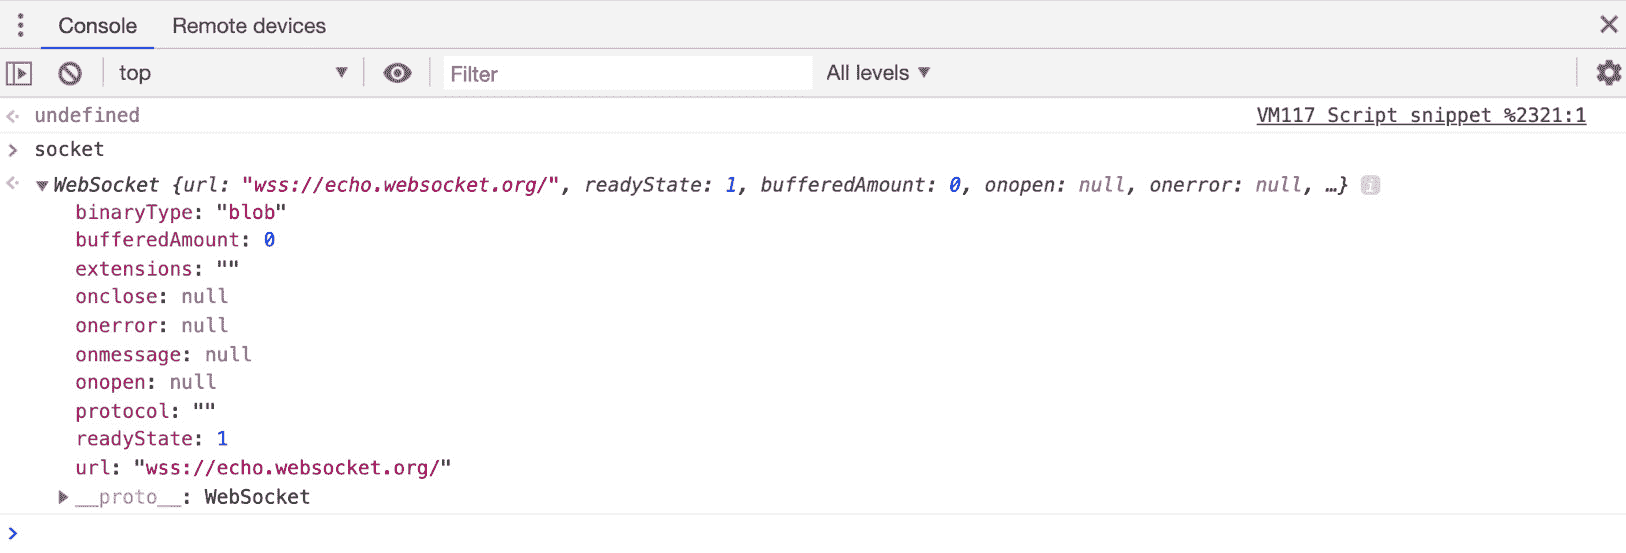 Console Remote devices
top Filter All levels
undefined VM117 Script snippet %2321:1
socket
WebSocket {url: "wss://echo.websocket.org/", readyState: 1, bufferedAmount: 0, onopen: null, onerror: null, …}
binaryType: "blob"
bufferedAmount: 0
extensions: ""
onclose: null
onerror: null
onmessage: null
onopen: null
protocol: ""
readyState: 1
url: "wss://echo.websocket.org/"
__proto__: WebSocket